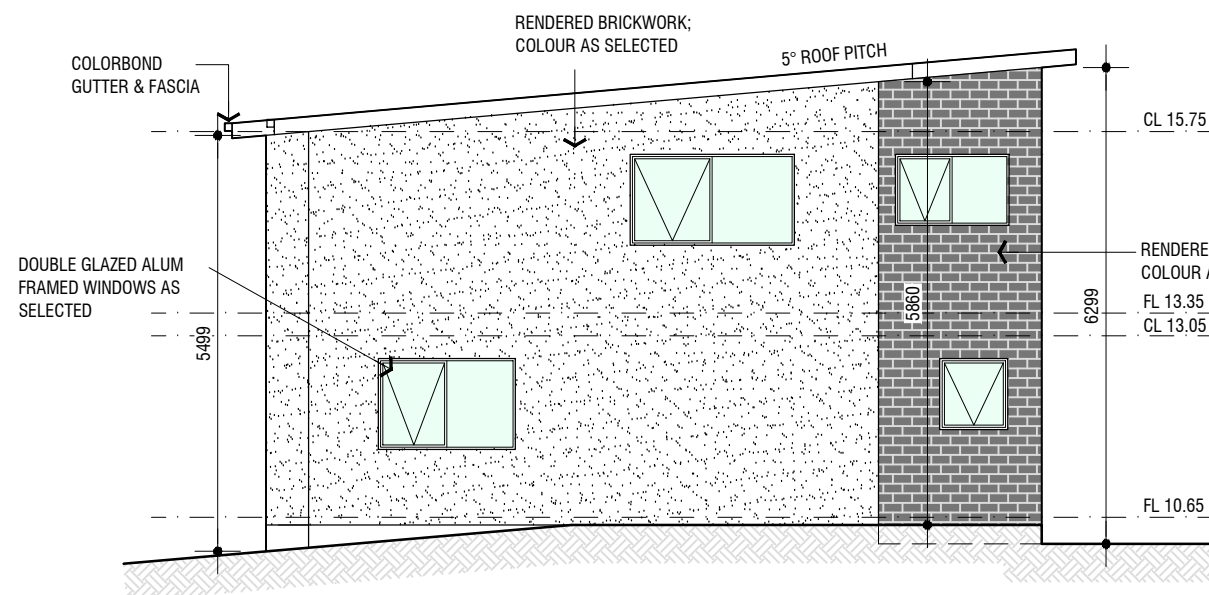 RENDERED BRICKWORK;
COLOUR AS SELECTED
5° ROOF PITCH
COLORBOND
GUTTER & FASCIA
CL 15.75
DOUBLE GLAZED ALUM
FRAMED WINDOWS AS
SELECTED
RENDERE
COLOUR A
FL 13.35
CL 13.05
5499
5860
6299
FL 10.65